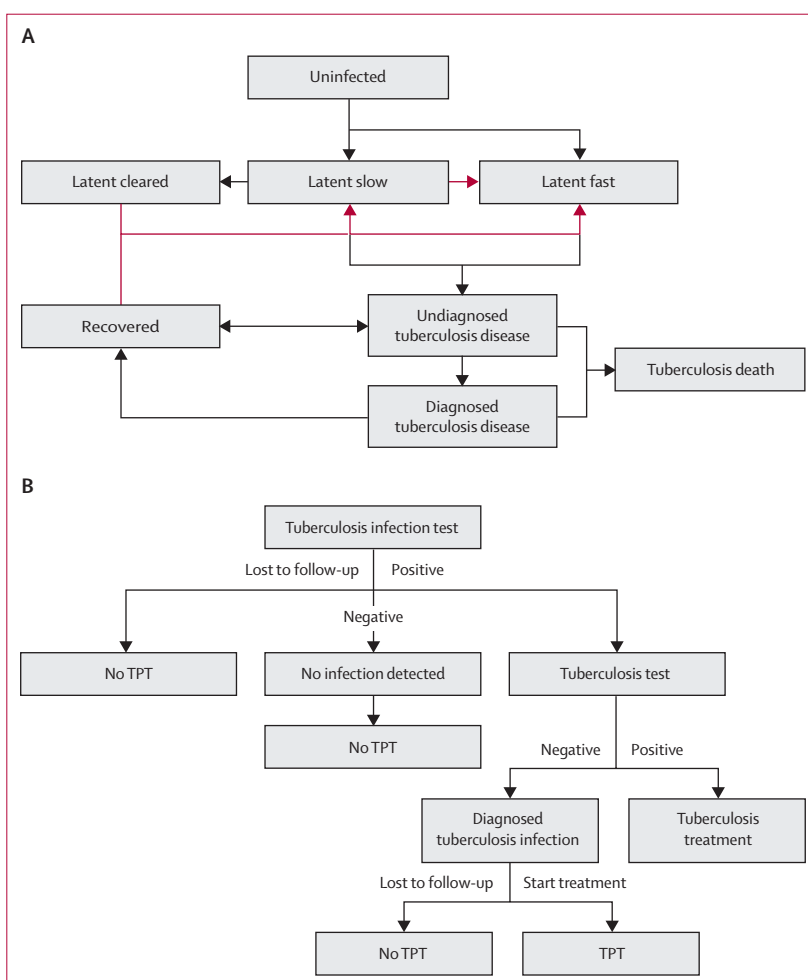 A
Uninfected
Latent cleared
Latent slow
Latent fast
Recovered
Undiagnosed
tuberculosis disease
Tuberculosis death
Diagnosed
tuberculosis disease
B
Tuberculosis infection test
Lost to follow-up
Positive
Negative
No TPT
No infection detected
Tuberculosis test
No TPT
Negative
Positive
Diagnosed
tuberculosis infection
Tuberculosis
treatment
Lost to follow-up
Start treatment
No TPT
TPT